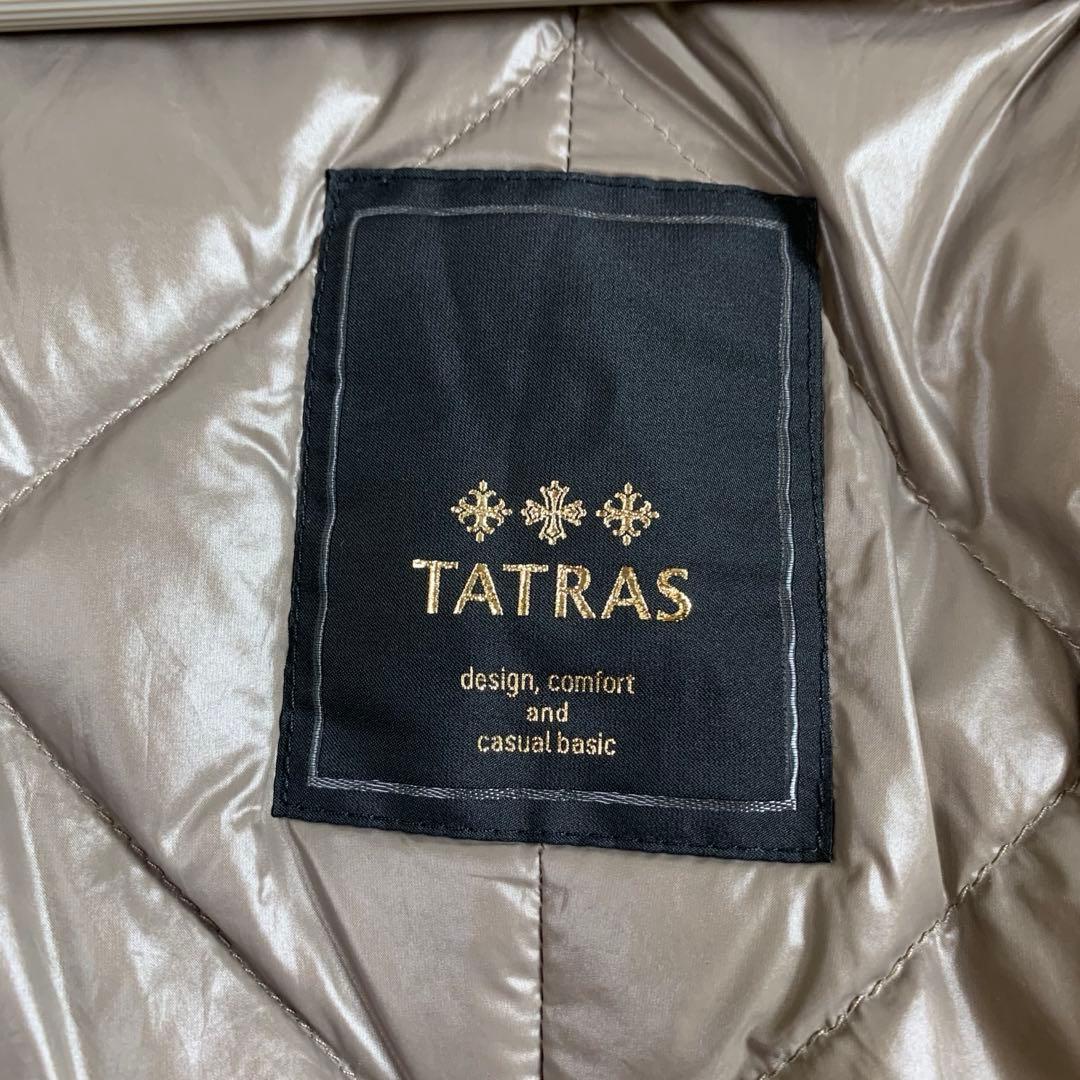 TATRAS
design, comfort
and
casual basic